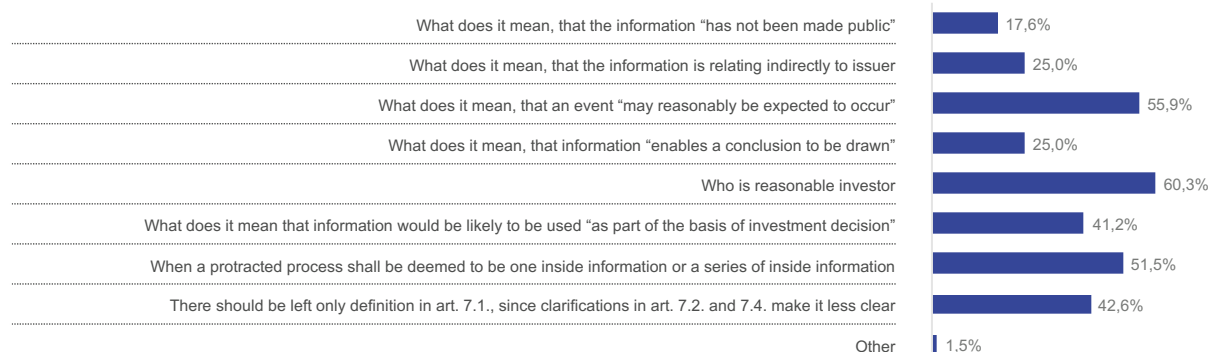 What does it mean, that the information “has not been made public” 17,6%
What does it mean, that the information is relating indirectly to issuer 25,0%
What does it mean, that an event “may reasonably be expected to occur” 55,9%
What does it mean, that information “enables a conclusion to be drawn” 25,0%
Who is reasonable investor 60,3%
What does it mean that information would be likely to be used “as part of the basis of investment decision” 41,2%
When a protracted process shall be deemed to be one inside information or a series of inside information 51,5%
There should be left only definition in art. 7.1., since clarifications in art. 7.2. and 7.4. make it less clear 42,6%
Other 1,5%